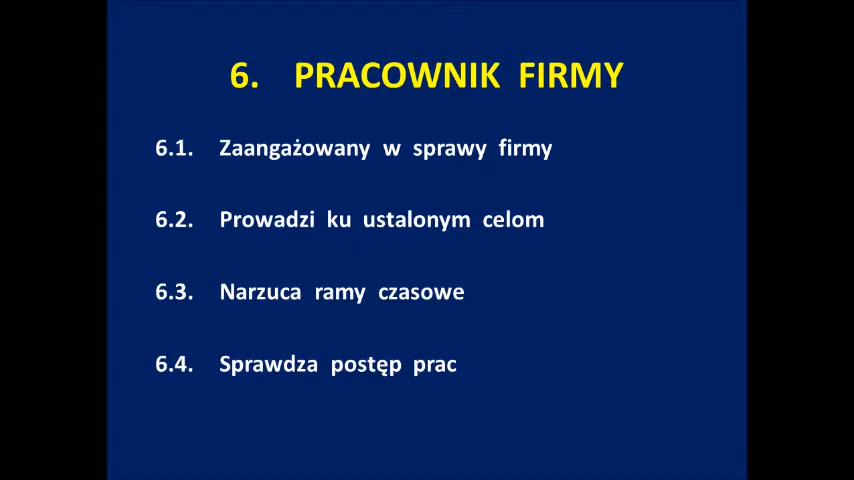 6. PRACOWNIK FIRMY
6.1. Zaangażowany w sprawy firmy
6.2. Prowadzi ku ustalonym celom
6.3. Narzuca ramy czasowe
6.4. Sprawdza postęp prac